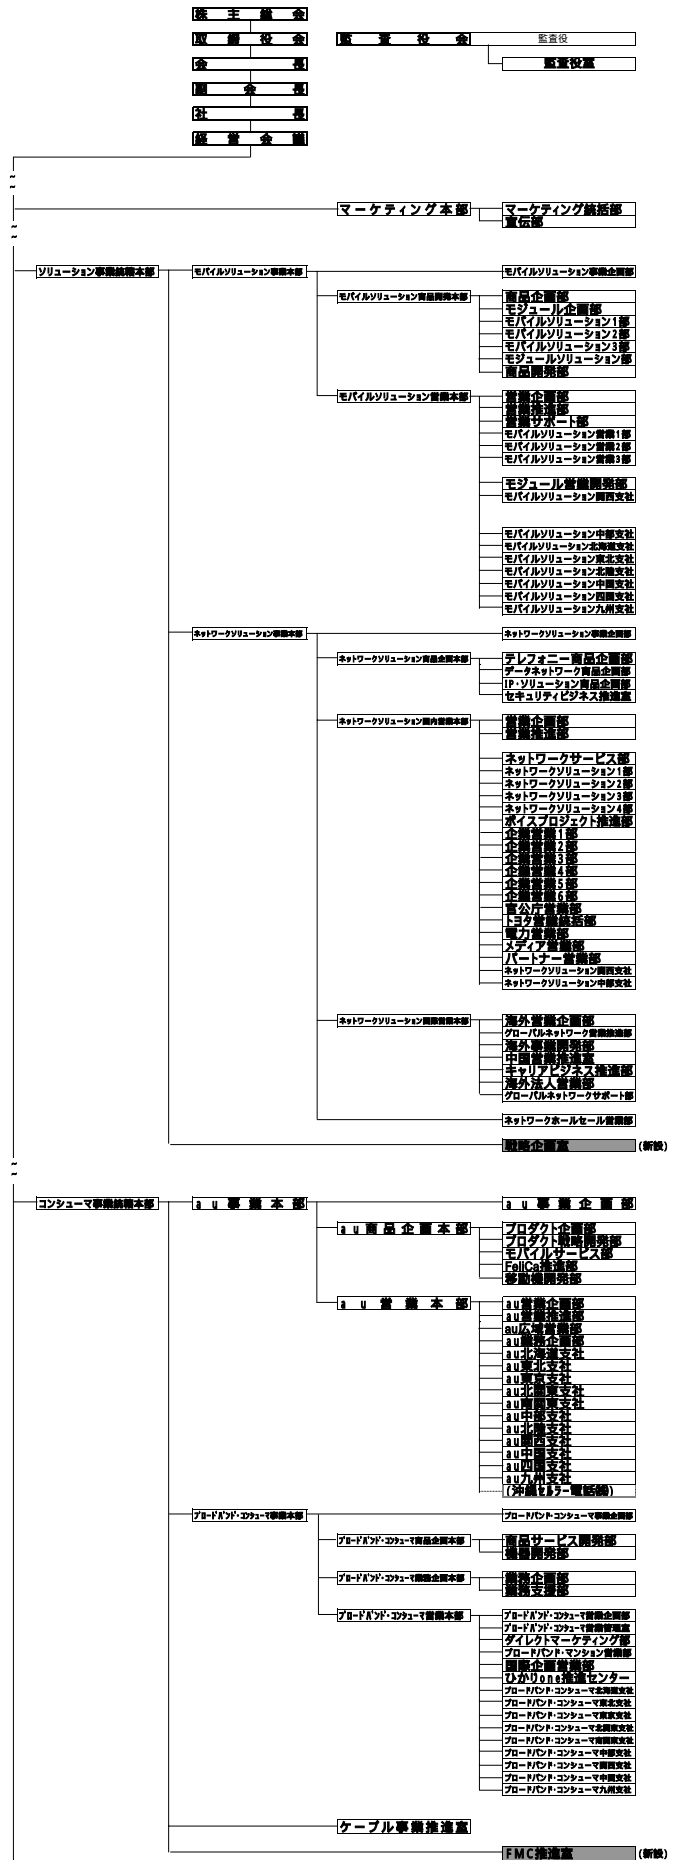 株主総会
取締役会 監査役会 監査役
会長 監査役室
副会長
社長
経営会議
マーケティング本部 マーケティング統括部
宣伝部
ソリューション事業統轄本部 モバイルソリューション事業本部 モバイルソリューション事業企画部
モバイルソリューション商品開発本部 商品企画部
モジュール企画部
モバイルソリューション1部
モバイルソリューション2部
モバイルソリューション3部
モジュールソリューション部
商品開発部
モバイルソリューション営業本部 営業企画部
営業推進部
営業サポート部
モバイルソリューション営業1部
モバイルソリューション営業2部
モバイルソリューション営業3部
モジュール営業開発部
モバイルソリューション関西支社
モバイルソリューション中部支社
モバイルソリューション北海道支社
モバイルソリューション東北支社
モバイルソリューション北陸支社
モバイルソリューション中国支社
モバイルソリューション四国支社
モバイルソリューション九州支社
ネットワークソリューション事業本部 ネットワークソリューション事業企画部
ネットワークソリューション商品企画本部 テレフォニー商品企画部
データネットワーク商品企画部
IP・ソリューション商品企画部
セキュリティビジネス推進室
ネットワークソリューション国内営業本部 営業企画部
営業推進部
ネットワークサービス部
ネットワークソリューション1部
ネットワークソリューション2部
ネットワークソリューション3部
ネットワークソリューション4部
ボイスプロジェクト推進部
企業営業1部
企業営業2部
企業営業3部
企業営業4部
企業営業5部
企業営業6部
官公庁営業部
トヨタ営業統括部
電力営業部
メディア営業部
パートナー営業部
ネットワークソリューション関西支社
ネットワークソリューション中部支社
ネットワークソリューション国際営業本部 海外営業企画部
グローバルネットワーク営業推進部
海外事業開発部
中国営業推進室
キャリアビジネス推進部
海外法人営業部
グローバルネットワークサポート部
ネットワークホールセール営業部
戦略企画室 (新設)
コンシューマ事業統轄本部 au事業本部 au事業企画部
au商品企画本部 プロダクト企画部
プロダクト戦略開発部
モバイルサービス部
FeliCa推進部
移動機開発部
au営業本部 au営業企画部
au営業推進部
au広域営業部
au業務企画部
au北海道支社
au東北支社
au東京支社
au北関東支社
au南関東支社
au中部支社
au北陸支社
au関西支社
au中国支社
au四国支社
au九州支社
(沖縄セルラー電話㈱)
ブロードバンド・コンシューマ事業本部 ブロードバンド・コンシューマ事業企画部
ブロードバンド・コンシューマ商品企画本部 商品サービス開発部
機器開発部
ブロードバンド・コンシューマ業務企画本部 業務企画部
業務支援部
ブロードバンド・コンシューマ営業本部 ブロードバンド・コンシューマ営業企画部
ブロードバンド・コンシューマ営業管理室
ダイレクトマーケティング部
ブロードバンド・マンション営業部
国際企画営業部
ひかりone推進センター
ブロードバンド・コンシューマ北海道支社
ブロードバンド・コンシューマ東北支社
ブロードバンド・コンシューマ東京支社
ブロードバンド・コンシューマ北関東支社
ブロードバンド・コンシューマ南関東支社
ブロードバンド・コンシューマ中部支社
ブロードバンド・コンシューマ関西支社
ブロードバンド・コンシューマ中国支社
ブロードバンド・コンシューマ九州支社
ケーブル事業推進室
FMC推進室 (新設)